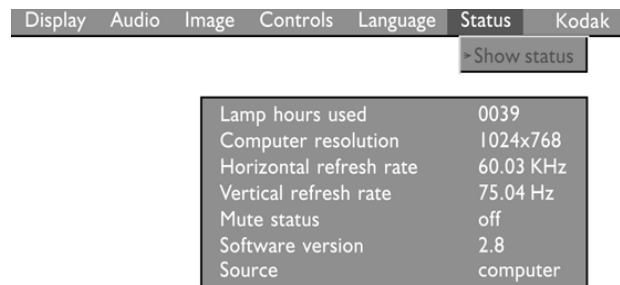 Display Audio Image Controls Language Status Kodak
▸Show status
Lamp hours used 0039
Computer resolution 1024x768
Horizontal refresh rate 60.03 KHz
Vertical refresh rate 75.04 Hz
Mute status off
Software version 2.8
Source computer